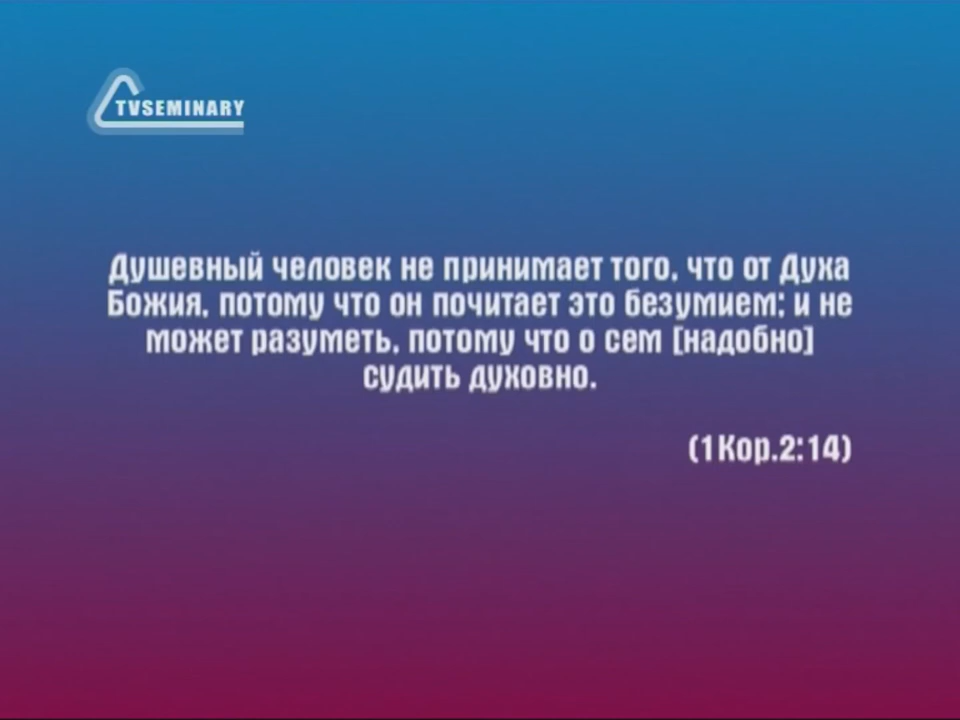 TVSEMINARY
Душевный человек не принимает того, что от Духа
Божия, потому что он почитает это безумием; и не
может разуметь, потому что о сем [надобно]
судить духовно.
(1Кор.2:14)